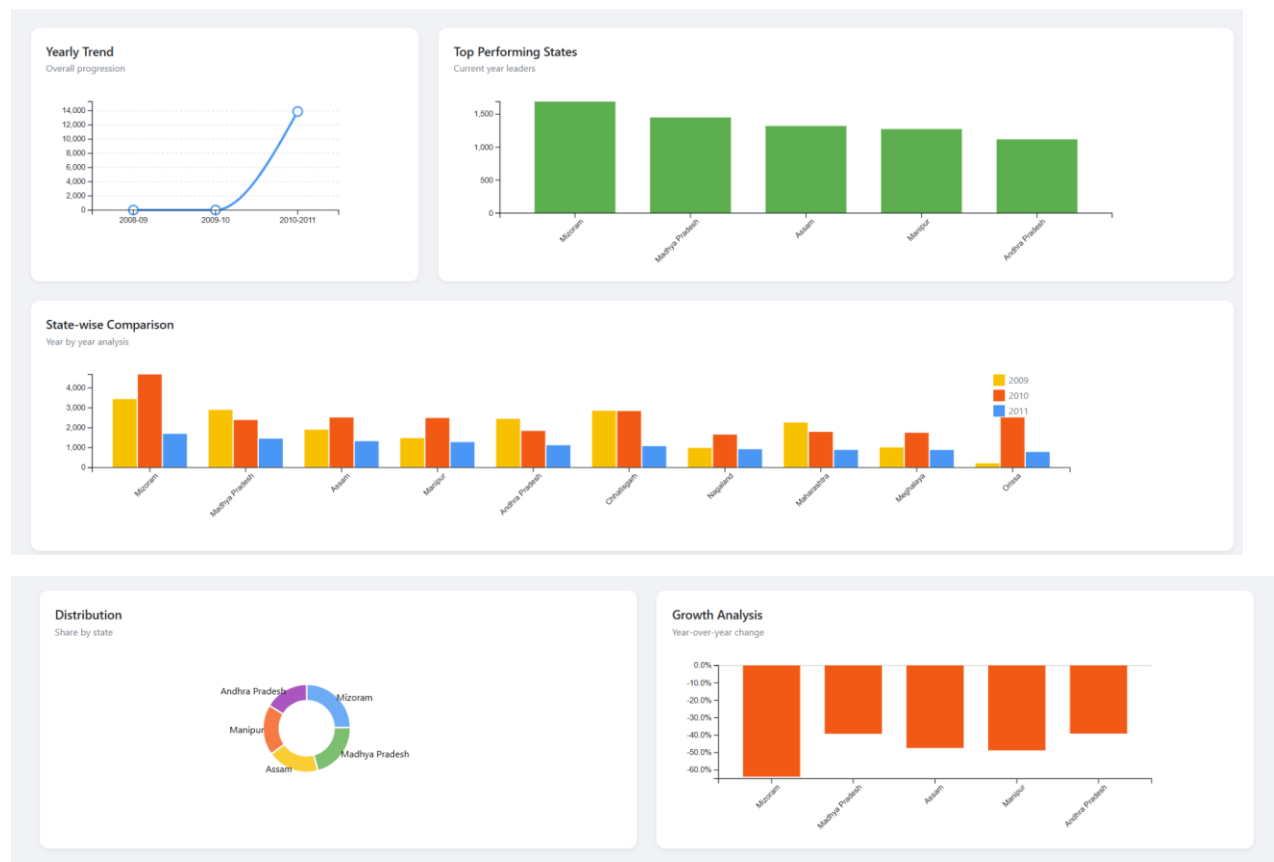 Yearly Trend
Overall progression
14,000
12,000
10,000
8,000
6,000
4,000
2,000
0
2008-09
2009-10
2010-2011
Top Performing States
Current year leaders
1,500
1,000
500
0
Mizoram
Madhya Pradesh
Assam
Manipur
Andhra Pradesh
State-wise Comparison
Year by year analysis
4,000
3,000
2,000
1,000
0
2009
2010
2011
Mizoram
Madhya Pradesh
Assam
Manipur
Andhra Pradesh
Chhatisgarh
Nagaland
Maharashtra
Meghalaya
Orissa
Distribution
Share by state
Andhra Pradesh
Mizoram
Manipur
Madhya Pradesh
Assam
Growth Analysis
Year-over-year change
0.0%
-10.0%
-20.0%
-30.0%
-40.0%
-50.0%
-60.0%
Mizoram
Madhya Pradesh
Assam
Manipur
Andhra Pradesh